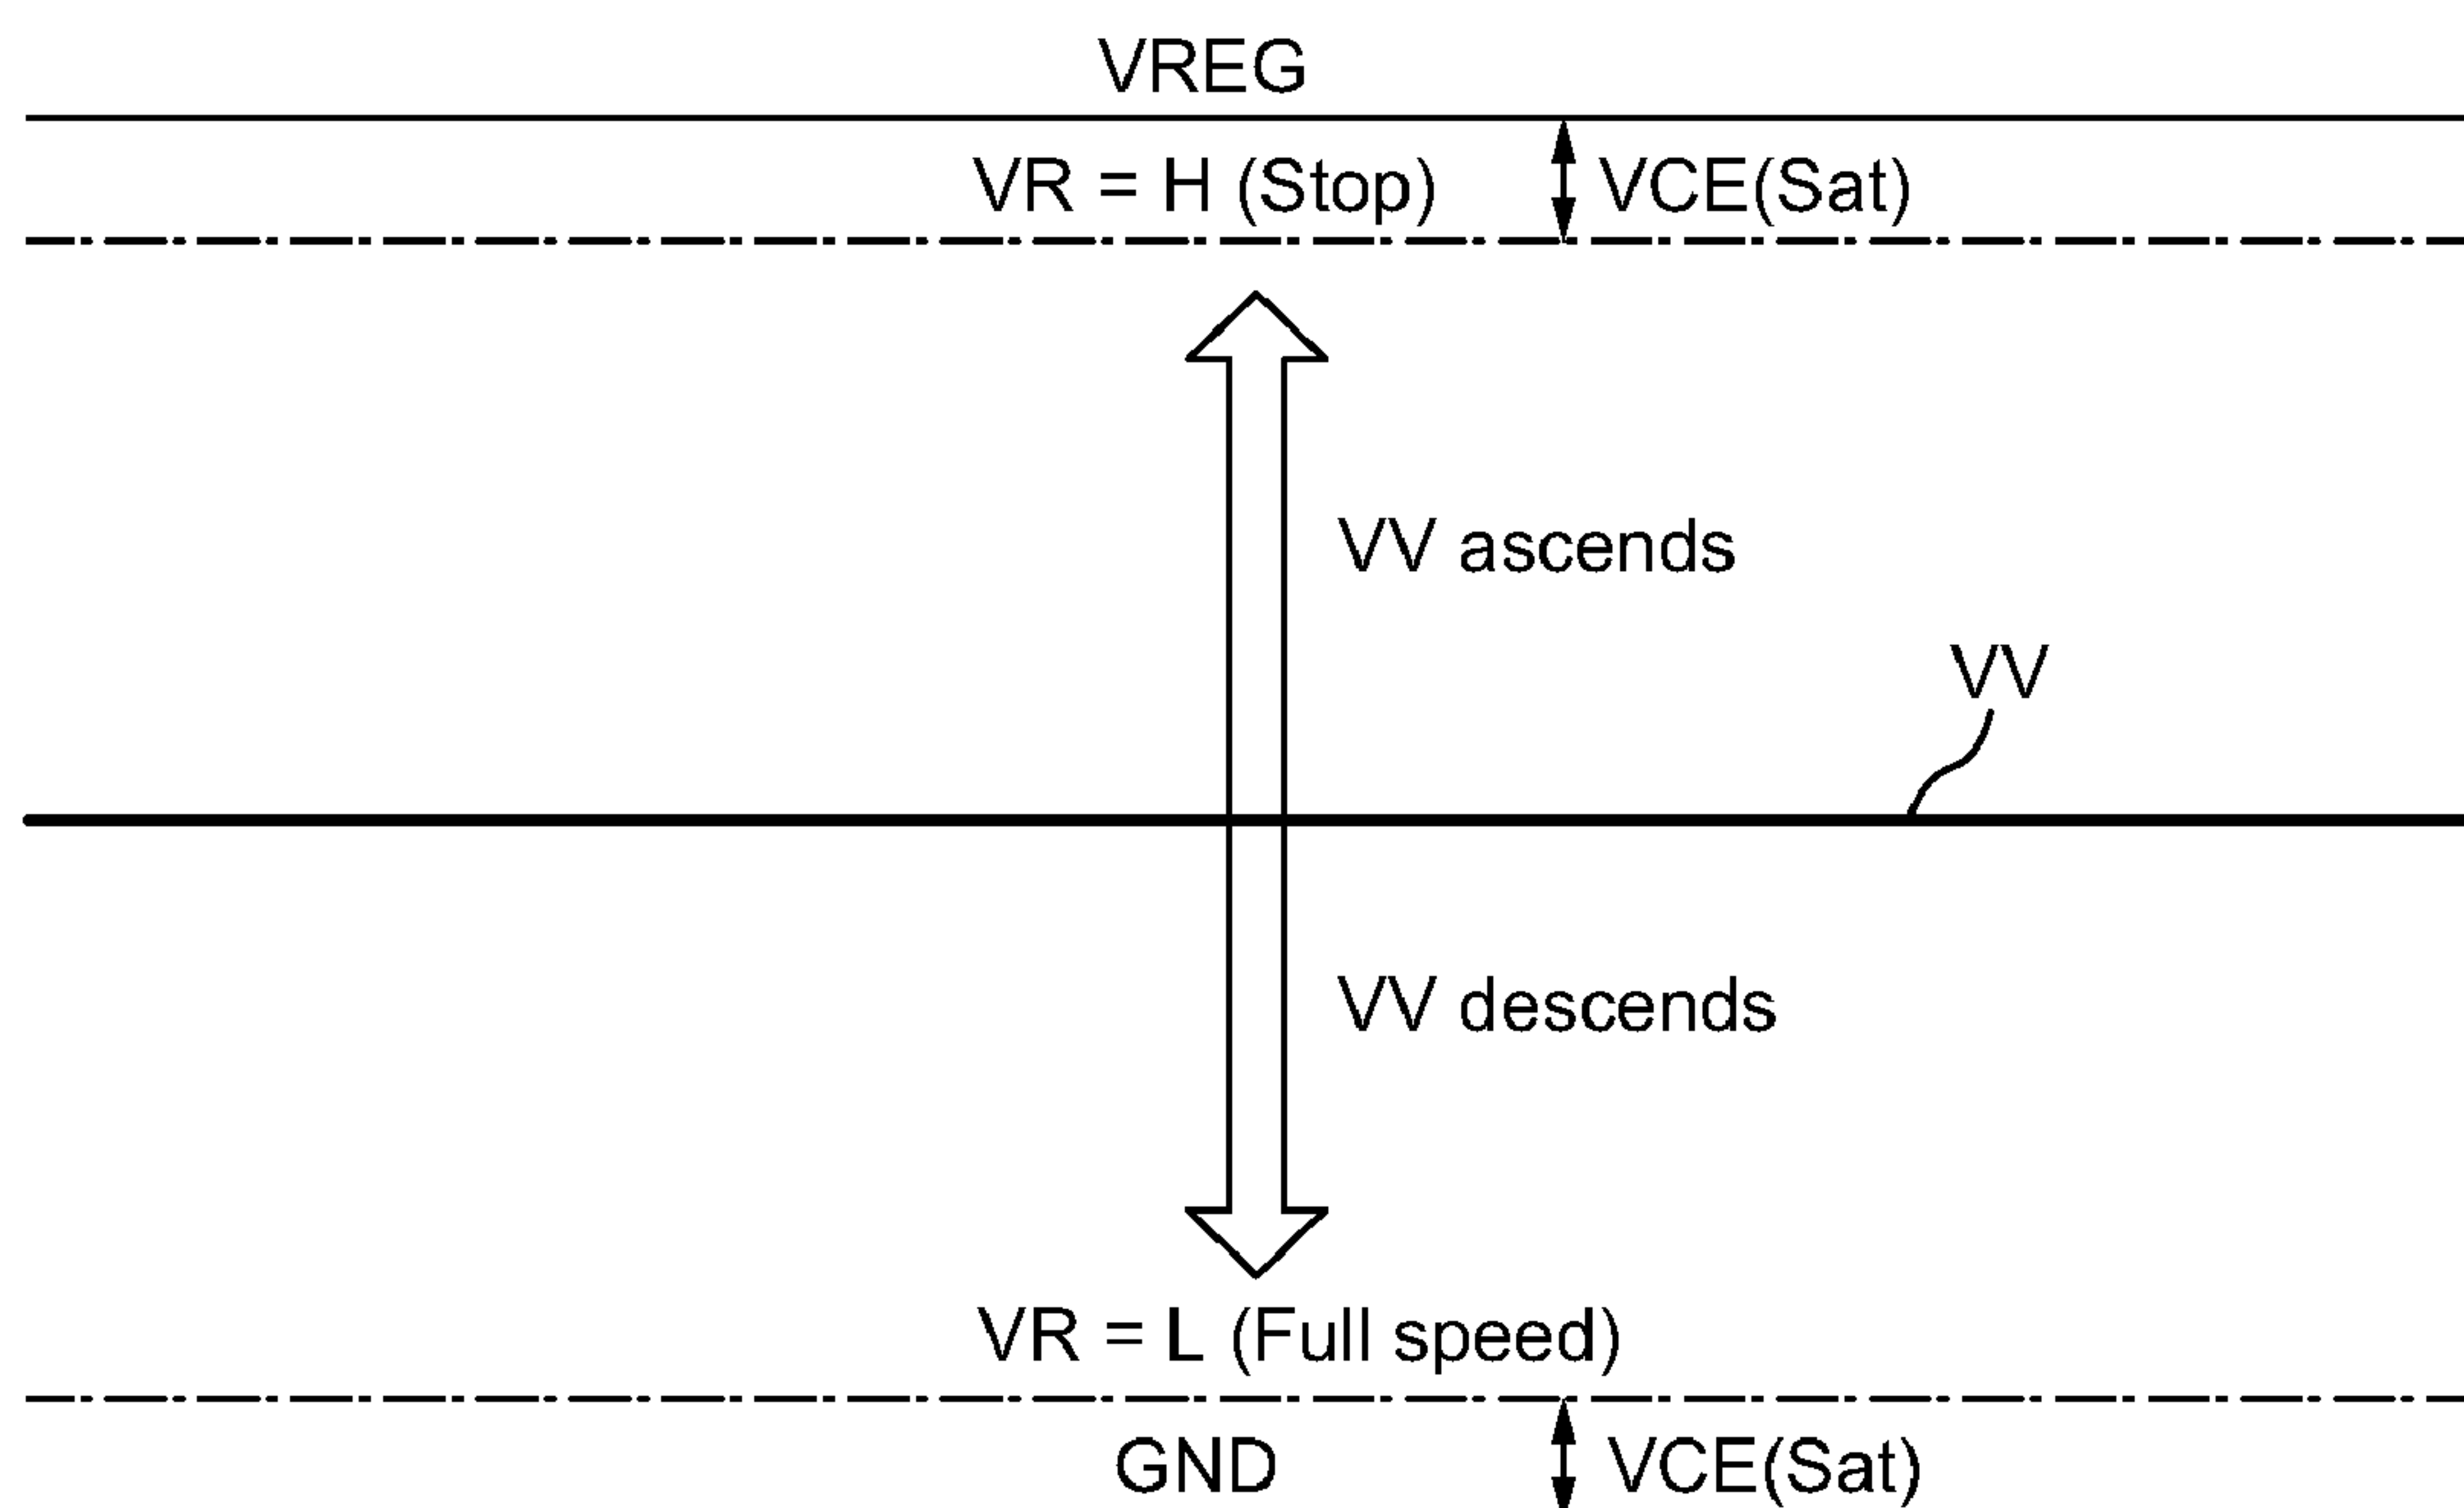 VREG
VR = H (Stop) VCE(Sat)
VV ascends
VV
VV descends
VR = L (Full speed)
GND VCE(Sat)